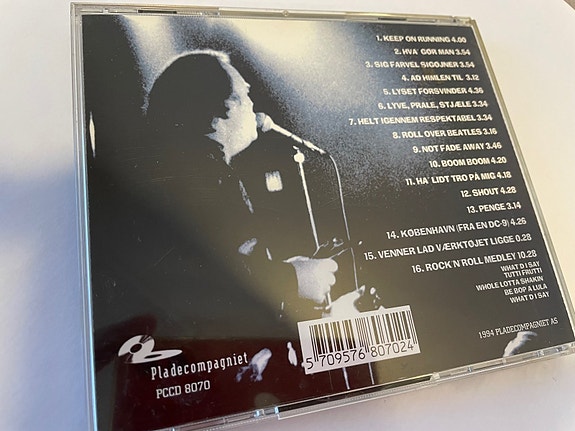 1. KEEP ON RUNNING 4.00
2. HVA' GØR MAN 3.54
3. SIG FARVEL SIGØJNER 3.54
4. AD HIMLEN TIL 3.12
5. LYSET FORSVINDER 4.36
6. LYVE, PRALE, STJÆLE 3.34
7. HELT IGENNEM RESPEKTABEL 3.34
8. ROLL OVER BEATLES 3.16
9. NOT FADE AWAY 3.46
10. BOOM BOOM 4.20
11. HA' LIDT TRO PÅ MIG 4.18
12. SHOUT 4.28
13. PENGE 3.14
14. KØBENHAVN (FRA EN DC-9) 4.26
15. VENNER LAD VÆRKTØJET LIGGE 0.28
16. ROCK'N'ROLL MEDLEY 10.28
WHAT D I SAY
TUTTI FRUTTI
WHOLE LOTTA SHAKIN
BE BOP A LULA
WHAT D I SAY
1994 PLADECOMPAGNIET AS
Pladecompagniet
PCCD 8070
5 709576 807024